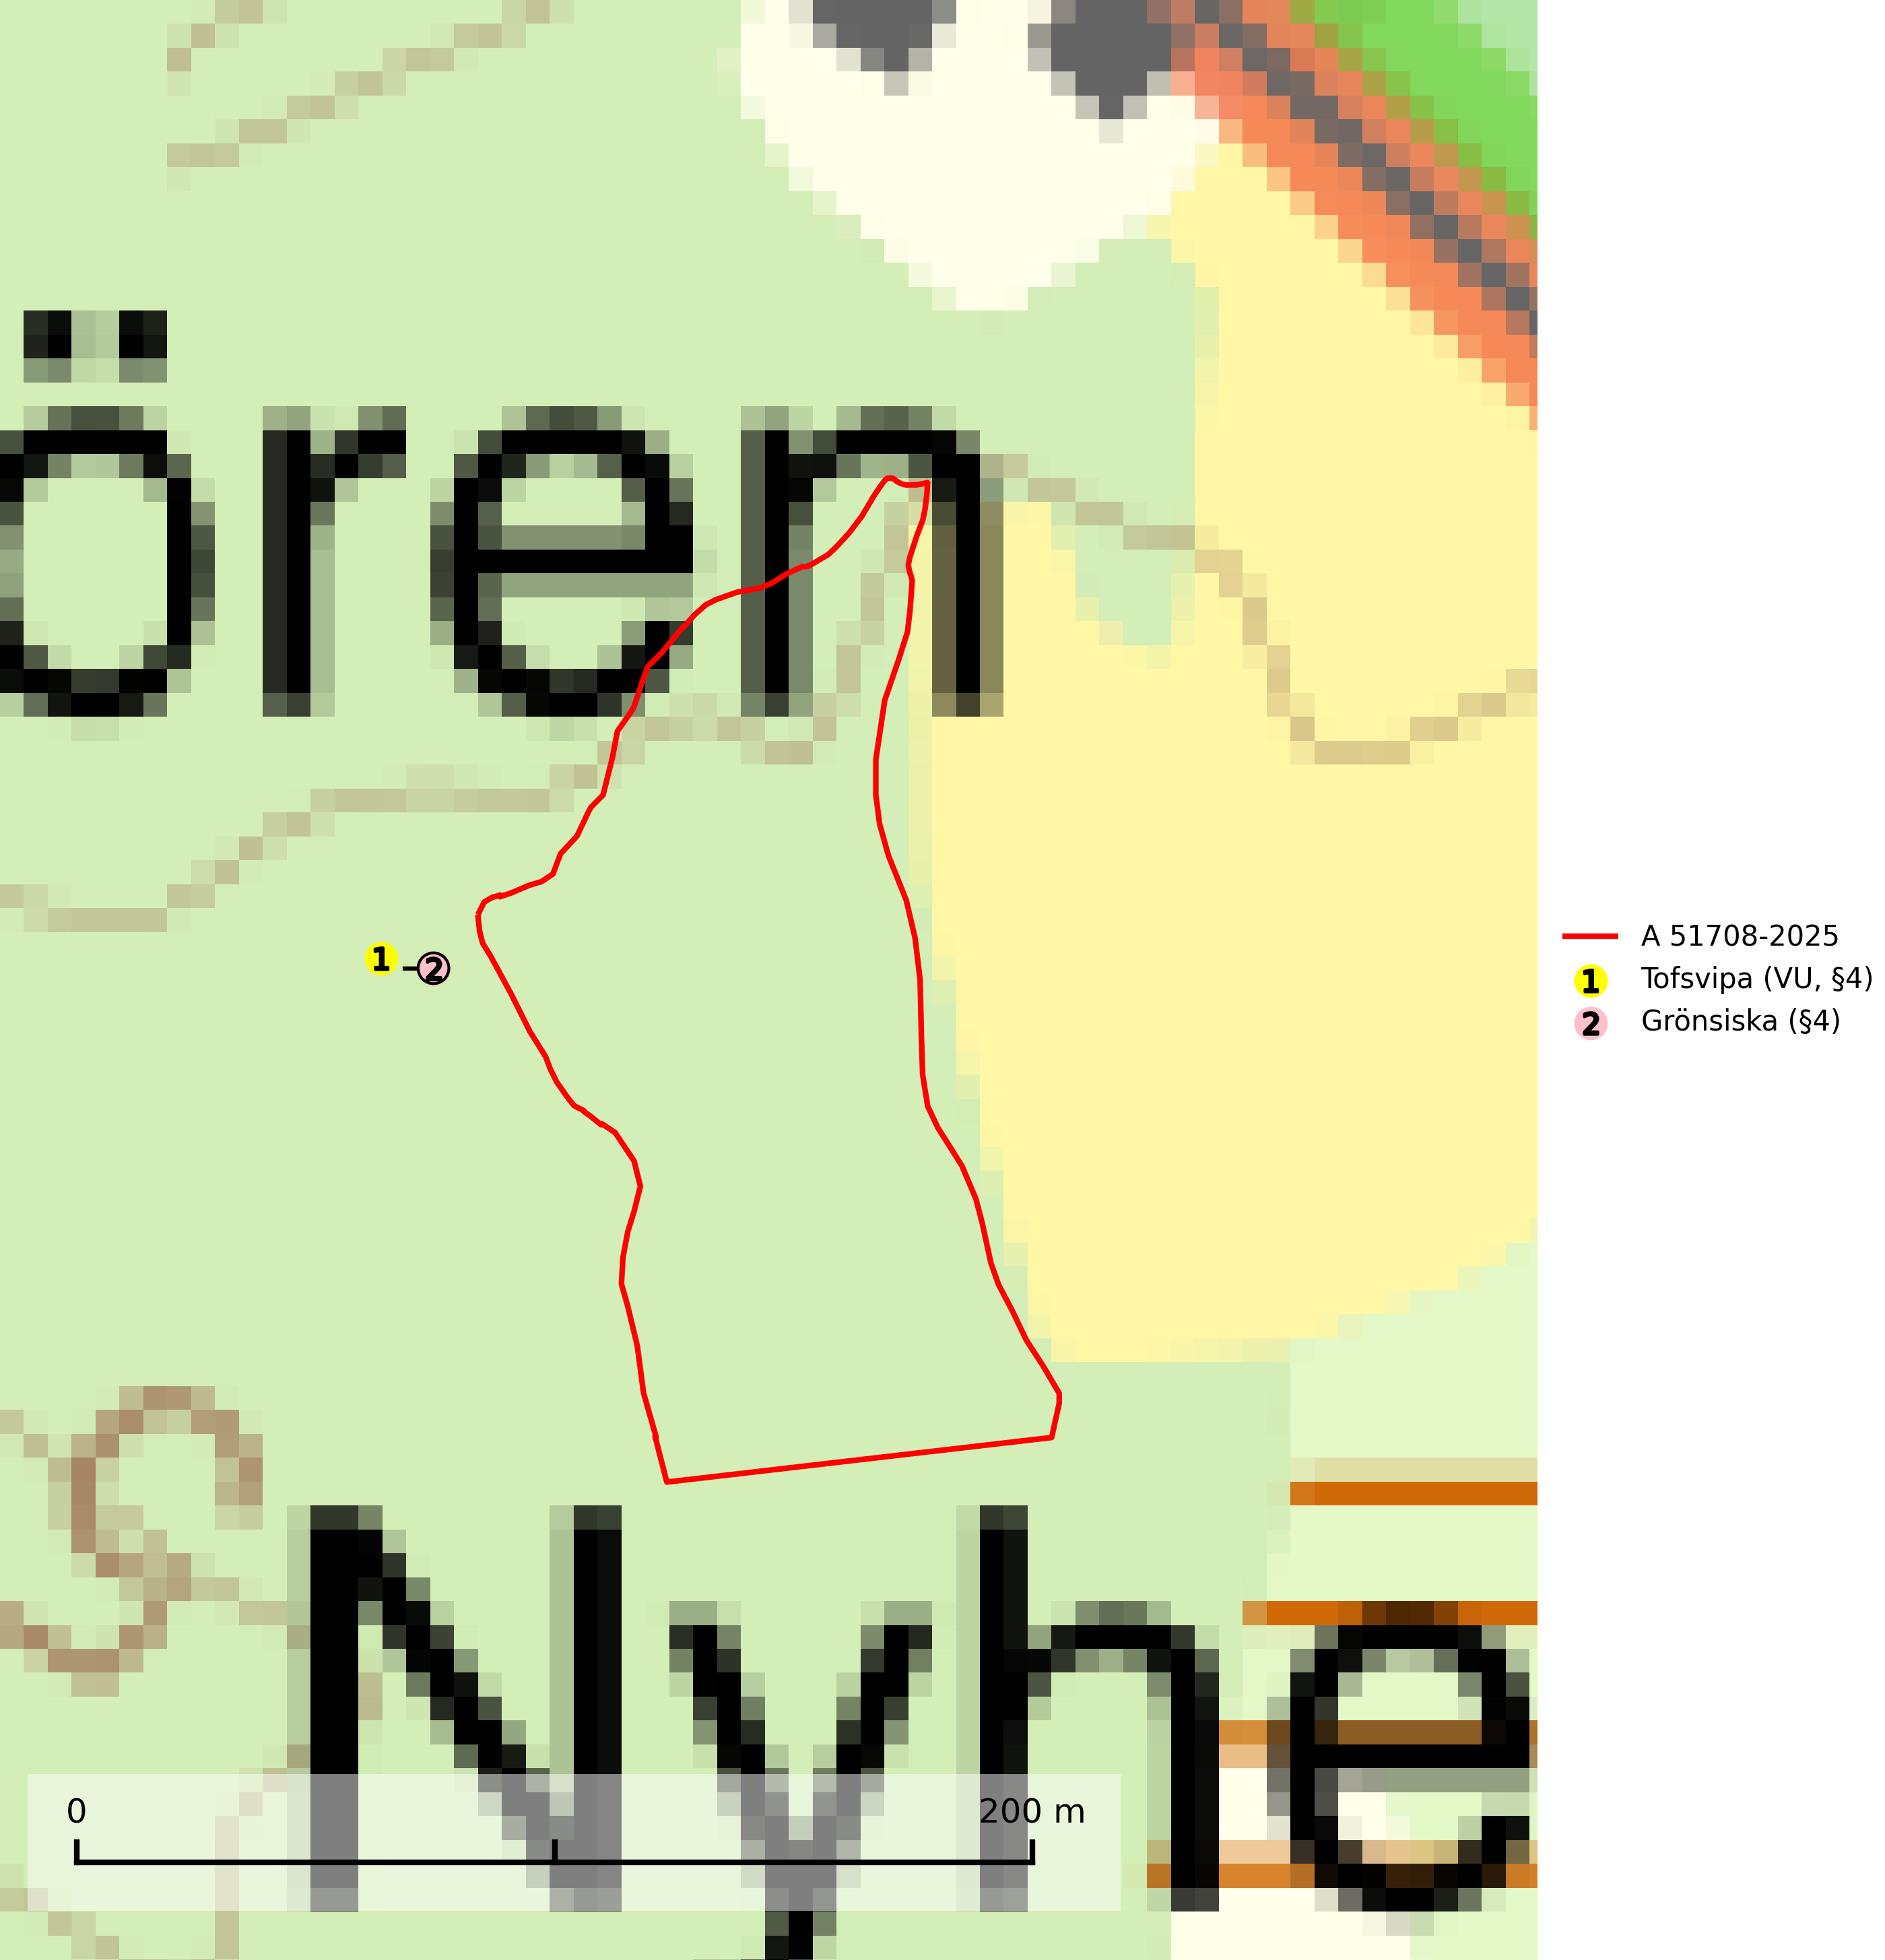 ören
1
2
Nyhe
0 200 m
A 51708-2025
1 Tofsvipa (VU, §4)
2 Grönsiska (§4)